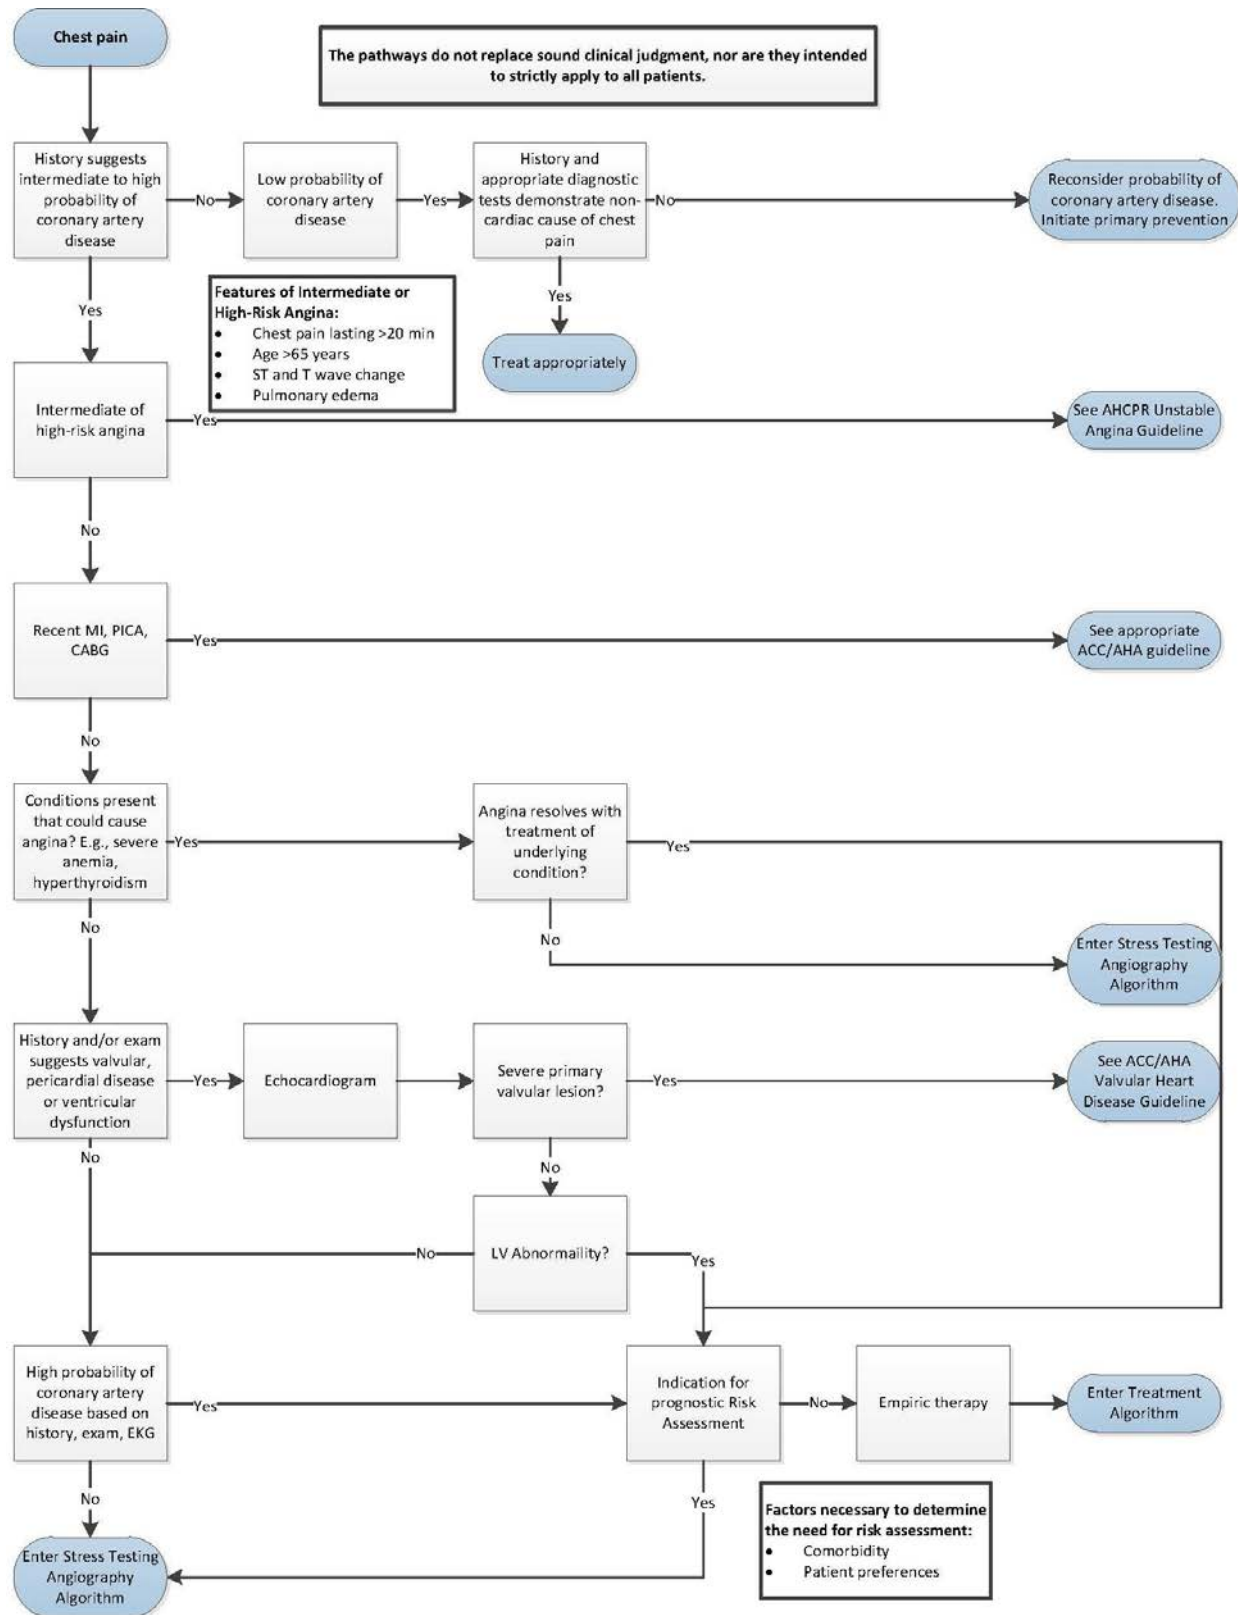 Chest pain
The pathways do not replace sound clinical judgment, nor are they intended
to strictly apply to all patients.
History suggests
intermediate to high
probability of
coronary artery
disease
No
Low probability of
coronary artery
disease
Yes
History and
appropriate diagnostic
tests demonstrate non-
cardiac cause of chest
pain
No
Reconsider probability of
coronary artery disease.
Initiate primary prevention
Yes
Features of Intermediate or
High-Risk Angina:
• Chest pain lasting >20 min
• Age >65 years
• ST and T wave change
• Pulmonary edema
Yes
Treat appropriately
Intermediate of
high-risk angina
Yes
See AHCPR Unstable
Angina Guideline
No
Recent MI, PICA,
CABG
Yes
See appropriate
ACC/AHA guideline
No
Conditions present
that could cause
angina? E.g., severe
anemia,
hyperthyroidism
Yes
Angina resolves with
treatment of
underlying
condition?
Yes
No
No
Enter Stress Testing
Angiography
Algorithm
History and/or exam
suggests valvular,
pericardial disease
or ventricular
dysfunction
Yes
Echocardiogram
Severe primary
valvular lesion?
Yes
See ACC/AHA
Valvular Heart
Disease Guideline
No
No
LV Abnormaility?
No
Yes
High probability of
coronary artery
disease based on
history, exam, EKG
Yes
Indication for
prognostic Risk
Assessment
No
Empiric therapy
Enter Treatment
Algorithm
No
Yes
Factors necessary to determine
the need for risk assessment:
• Comorbidity
• Patient preferences
Enter Stress Testing
Angiography
Algorithm